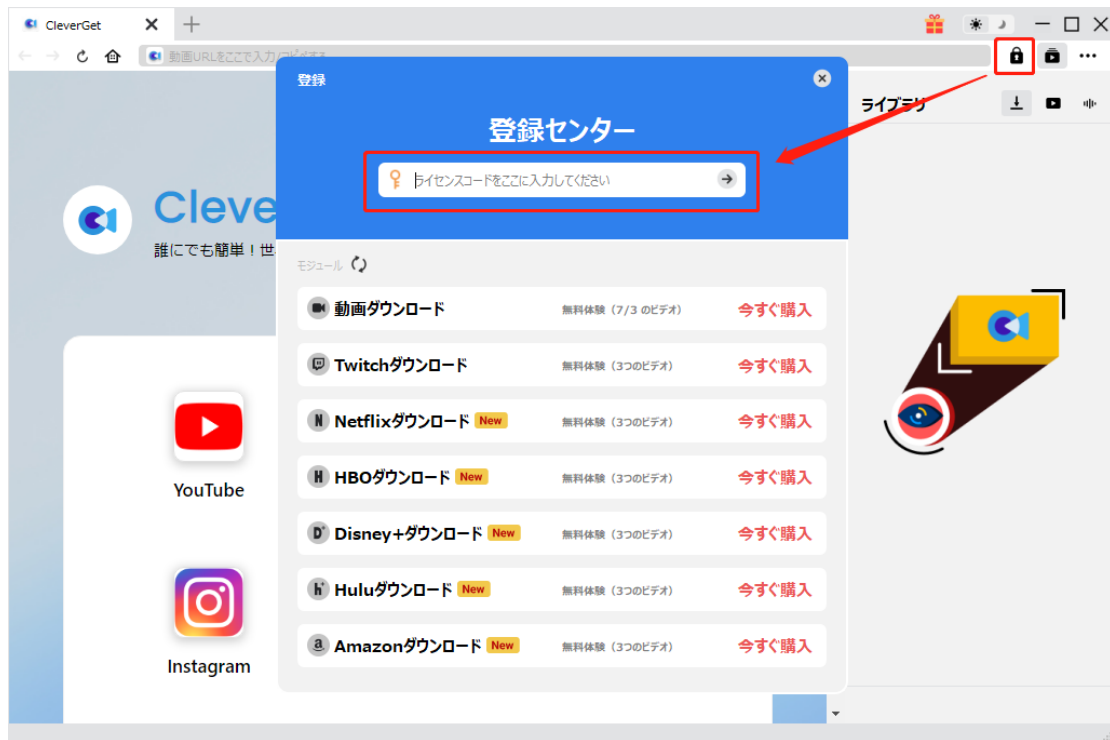 CleverGet
動画URLをここで入力/コピペする
登録
登録センター
ライセンスコードをここに入力してください
ライブラリ
Cleve
誰にでも簡単！世
モジュール
動画ダウンロード 無料体験（7/3 のビデオ） 今すぐ購入
Twitchダウンロード 無料体験（3つのビデオ） 今すぐ購入
Netflixダウンロード New 無料体験（3つのビデオ） 今すぐ購入
HBOダウンロード New 無料体験（3つのビデオ） 今すぐ購入
Disney+ダウンロード New 無料体験（3つのビデオ） 今すぐ購入
Huluダウンロード New 無料体験（3つのビデオ） 今すぐ購入
Amazonダウンロード New 無料体験（3つのビデオ） 今すぐ購入
YouTube
Instagram